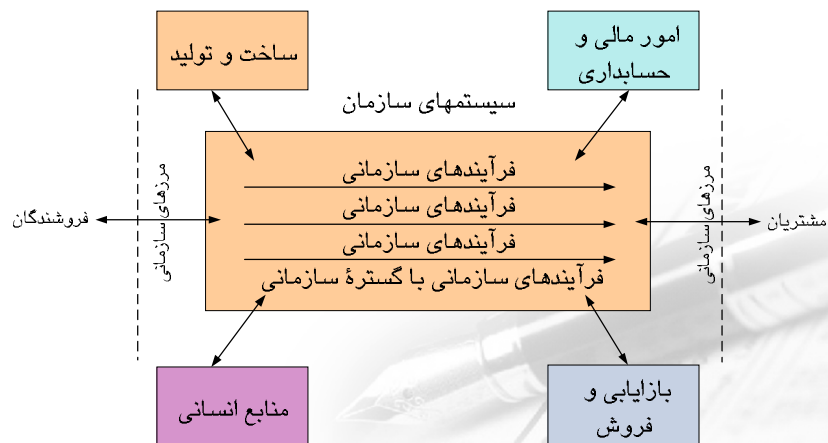 ساخت و تولید
امور مالی و
حسابداری
سیستمهای سازمان
فرآیندهای سازمانی
فرآیندهای سازمانی
فرآیندهای سازمانی
فرآیندهای سازمانی با گسترهٔ سازمانی
مشتریان
مرزهای سازمانی
مرزهای سازمانی
فروشندگان
منابع انسانی
بازایابی و
فروش